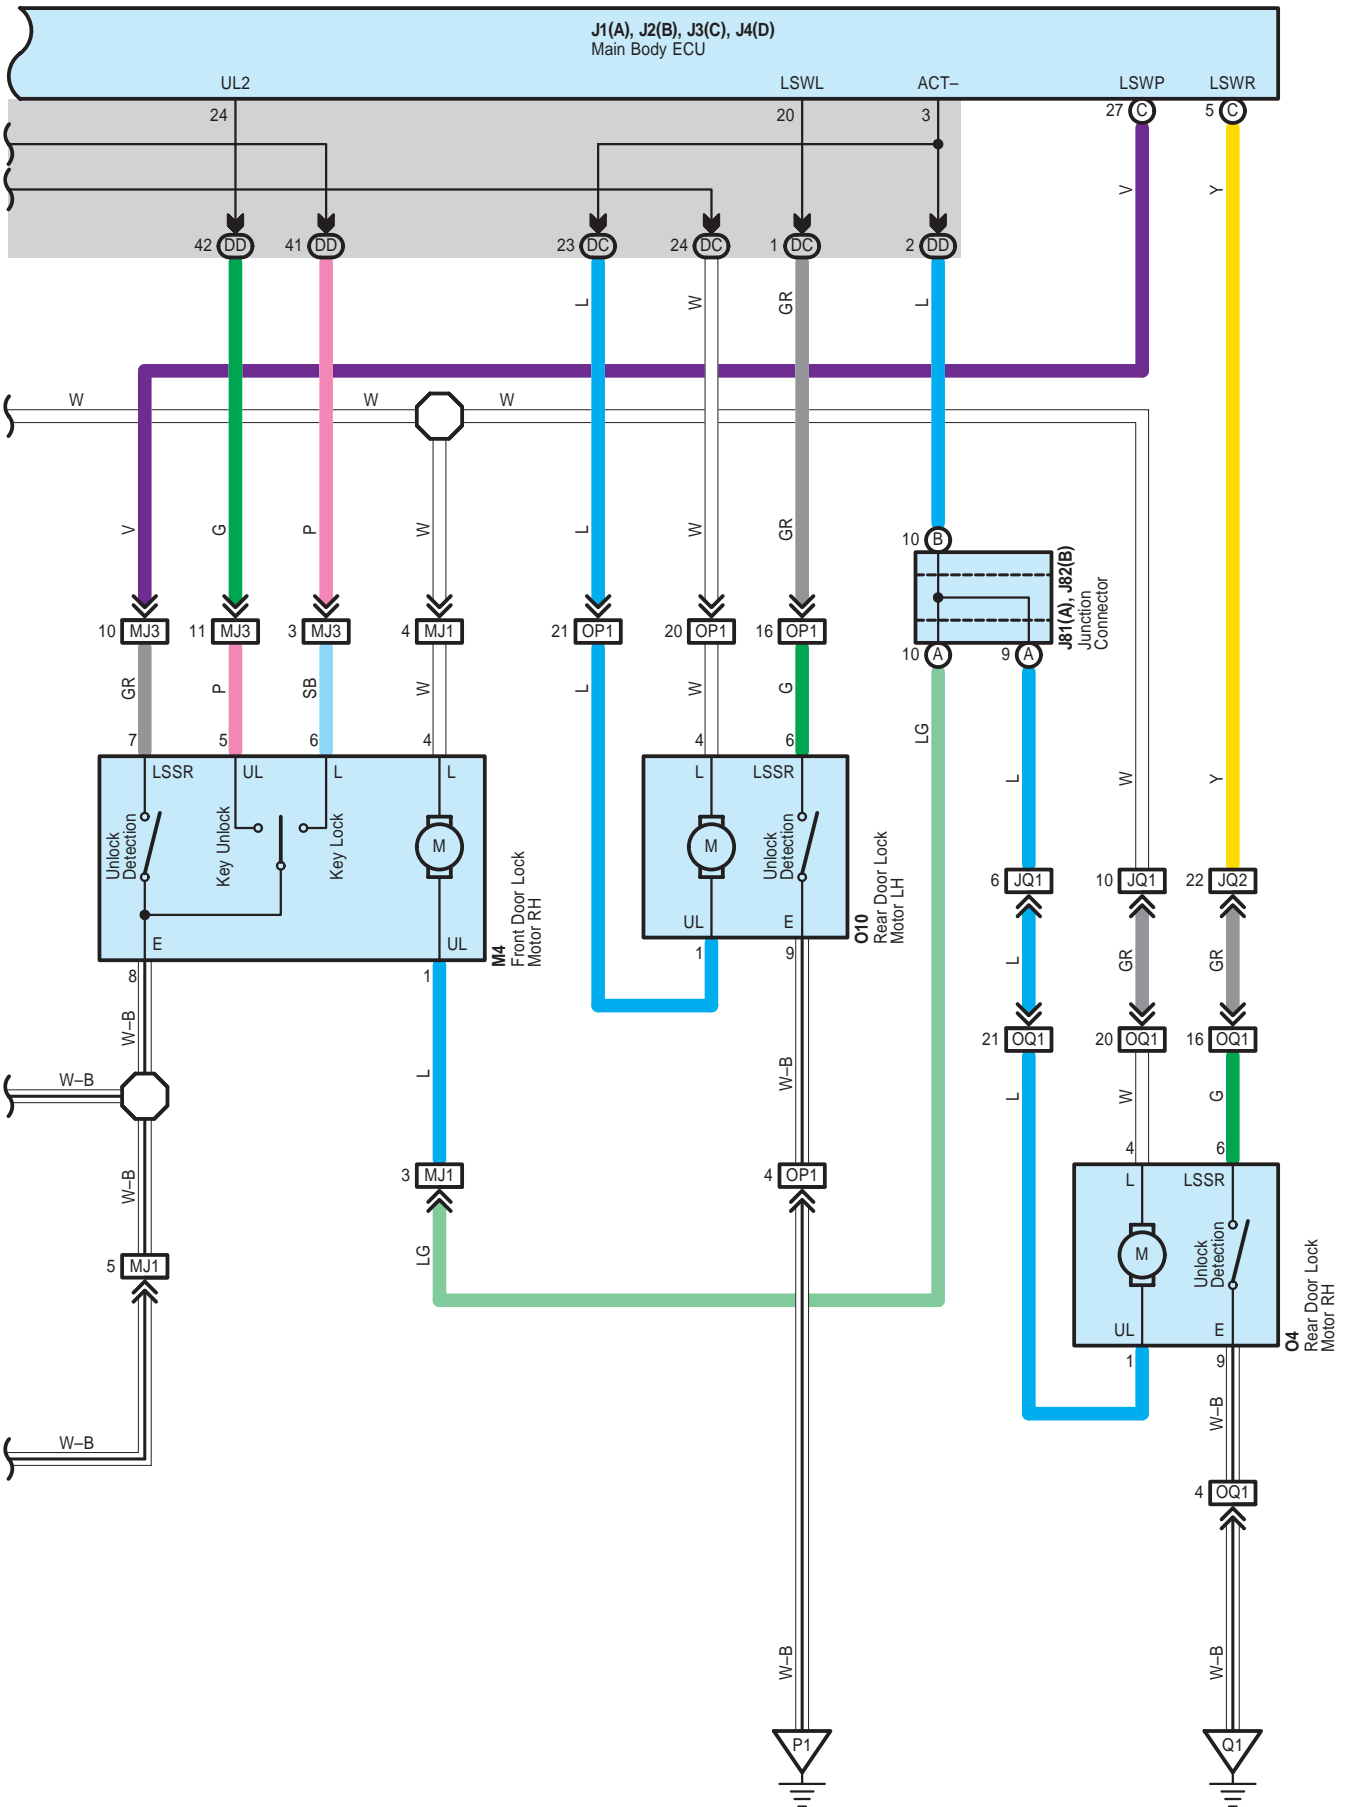 J1(A), J2(B), J3(C), J4(D)
Main Body ECU
UL2
LSWL
ACT–
LSWP
LSWR
24
20
3
27 C
5 C
V
Y
42 DD
41 DD
23 DC
24 DC
1 DC
2 DD
L
W
GR
L
W
W
W
V
G
P
W
L
W
GR
10 B
J81(A), J82(B)
Junction
Connector
10 MJ3
11 MJ3
3 MJ3
4 MJ1
21 OP1
20 OP1
16 OP1
10 A
9 A
GR
P
SB
W
L
W
G
LG
7
5
6
4
4
6
LSSR
UL
L
L
L
LSSR
L
W
Y
Unlock
Detection
Key Unlock
Key Lock
M
M
Unlock
Detection
M4
Front Door Lock
Motor RH
O10
Rear Door Lock
Motor LH
6 JQ1
10 JQ1
22 JQ2
E
UL
UL
E
8
1
1
9
L
GR
GR
W–B
21 OQ1
20 OQ1
16 OQ1
W–B
L
W–B
L
W
G
4
6
3 MJ1
4 OP1
W–B
L
LSSR
LG
M
Unlock
Detection
5 MJ1
O4
Rear Door Lock
Motor RH
UL
E
1
9
W–B
W–B
4 OQ1
W–B
W–B
P1
Q1